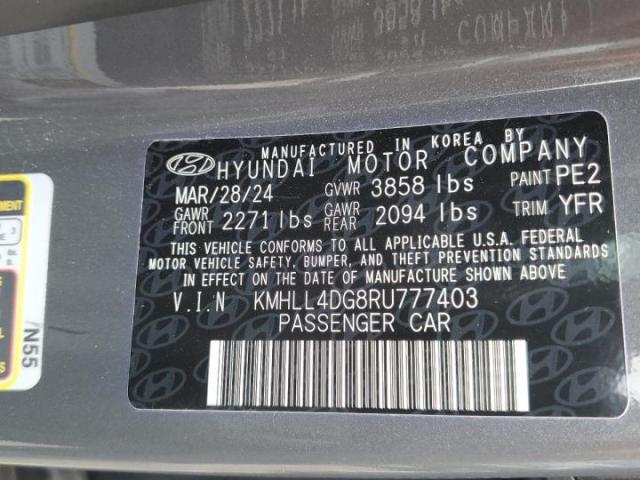 MANUFACTURED IN KOREA BY
HYUNDAI MOTOR COMPANY
MAR/28/24 GVWR 3858 lbs PAINT PE2
GAWR FRONT 2271 lbs GAWR REAR 2094 lbs TRIM YFR
THIS VEHICLE CONFORMS TO ALL APPLICABLE U.S.A. FEDERAL
MOTOR VEHICLE SAFETY, BUMPER, AND THEFT PREVENTION STANDARDS
IN EFFECT ON THE DATE OF MANUFACTURE SHOWN ABOVE
V.I.N KMHLL4DG8RU777403
PASSENGER CAR
/N55